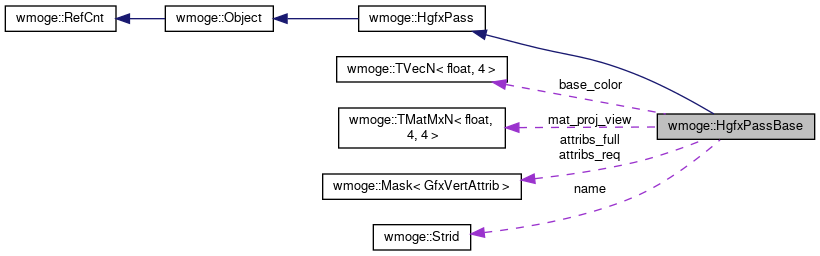 wmoge::RefCnt
wmoge::Object
wmoge::HgfxPass
wmoge::TVecN< float, 4 >
base_color
wmoge::TMatMxN< float,
4, 4 >
mat_proj_view
wmoge::HgfxPassBase
attribs_full
attribs_req
wmoge::Mask< GfxVertAttrib >
name
wmoge::Strid